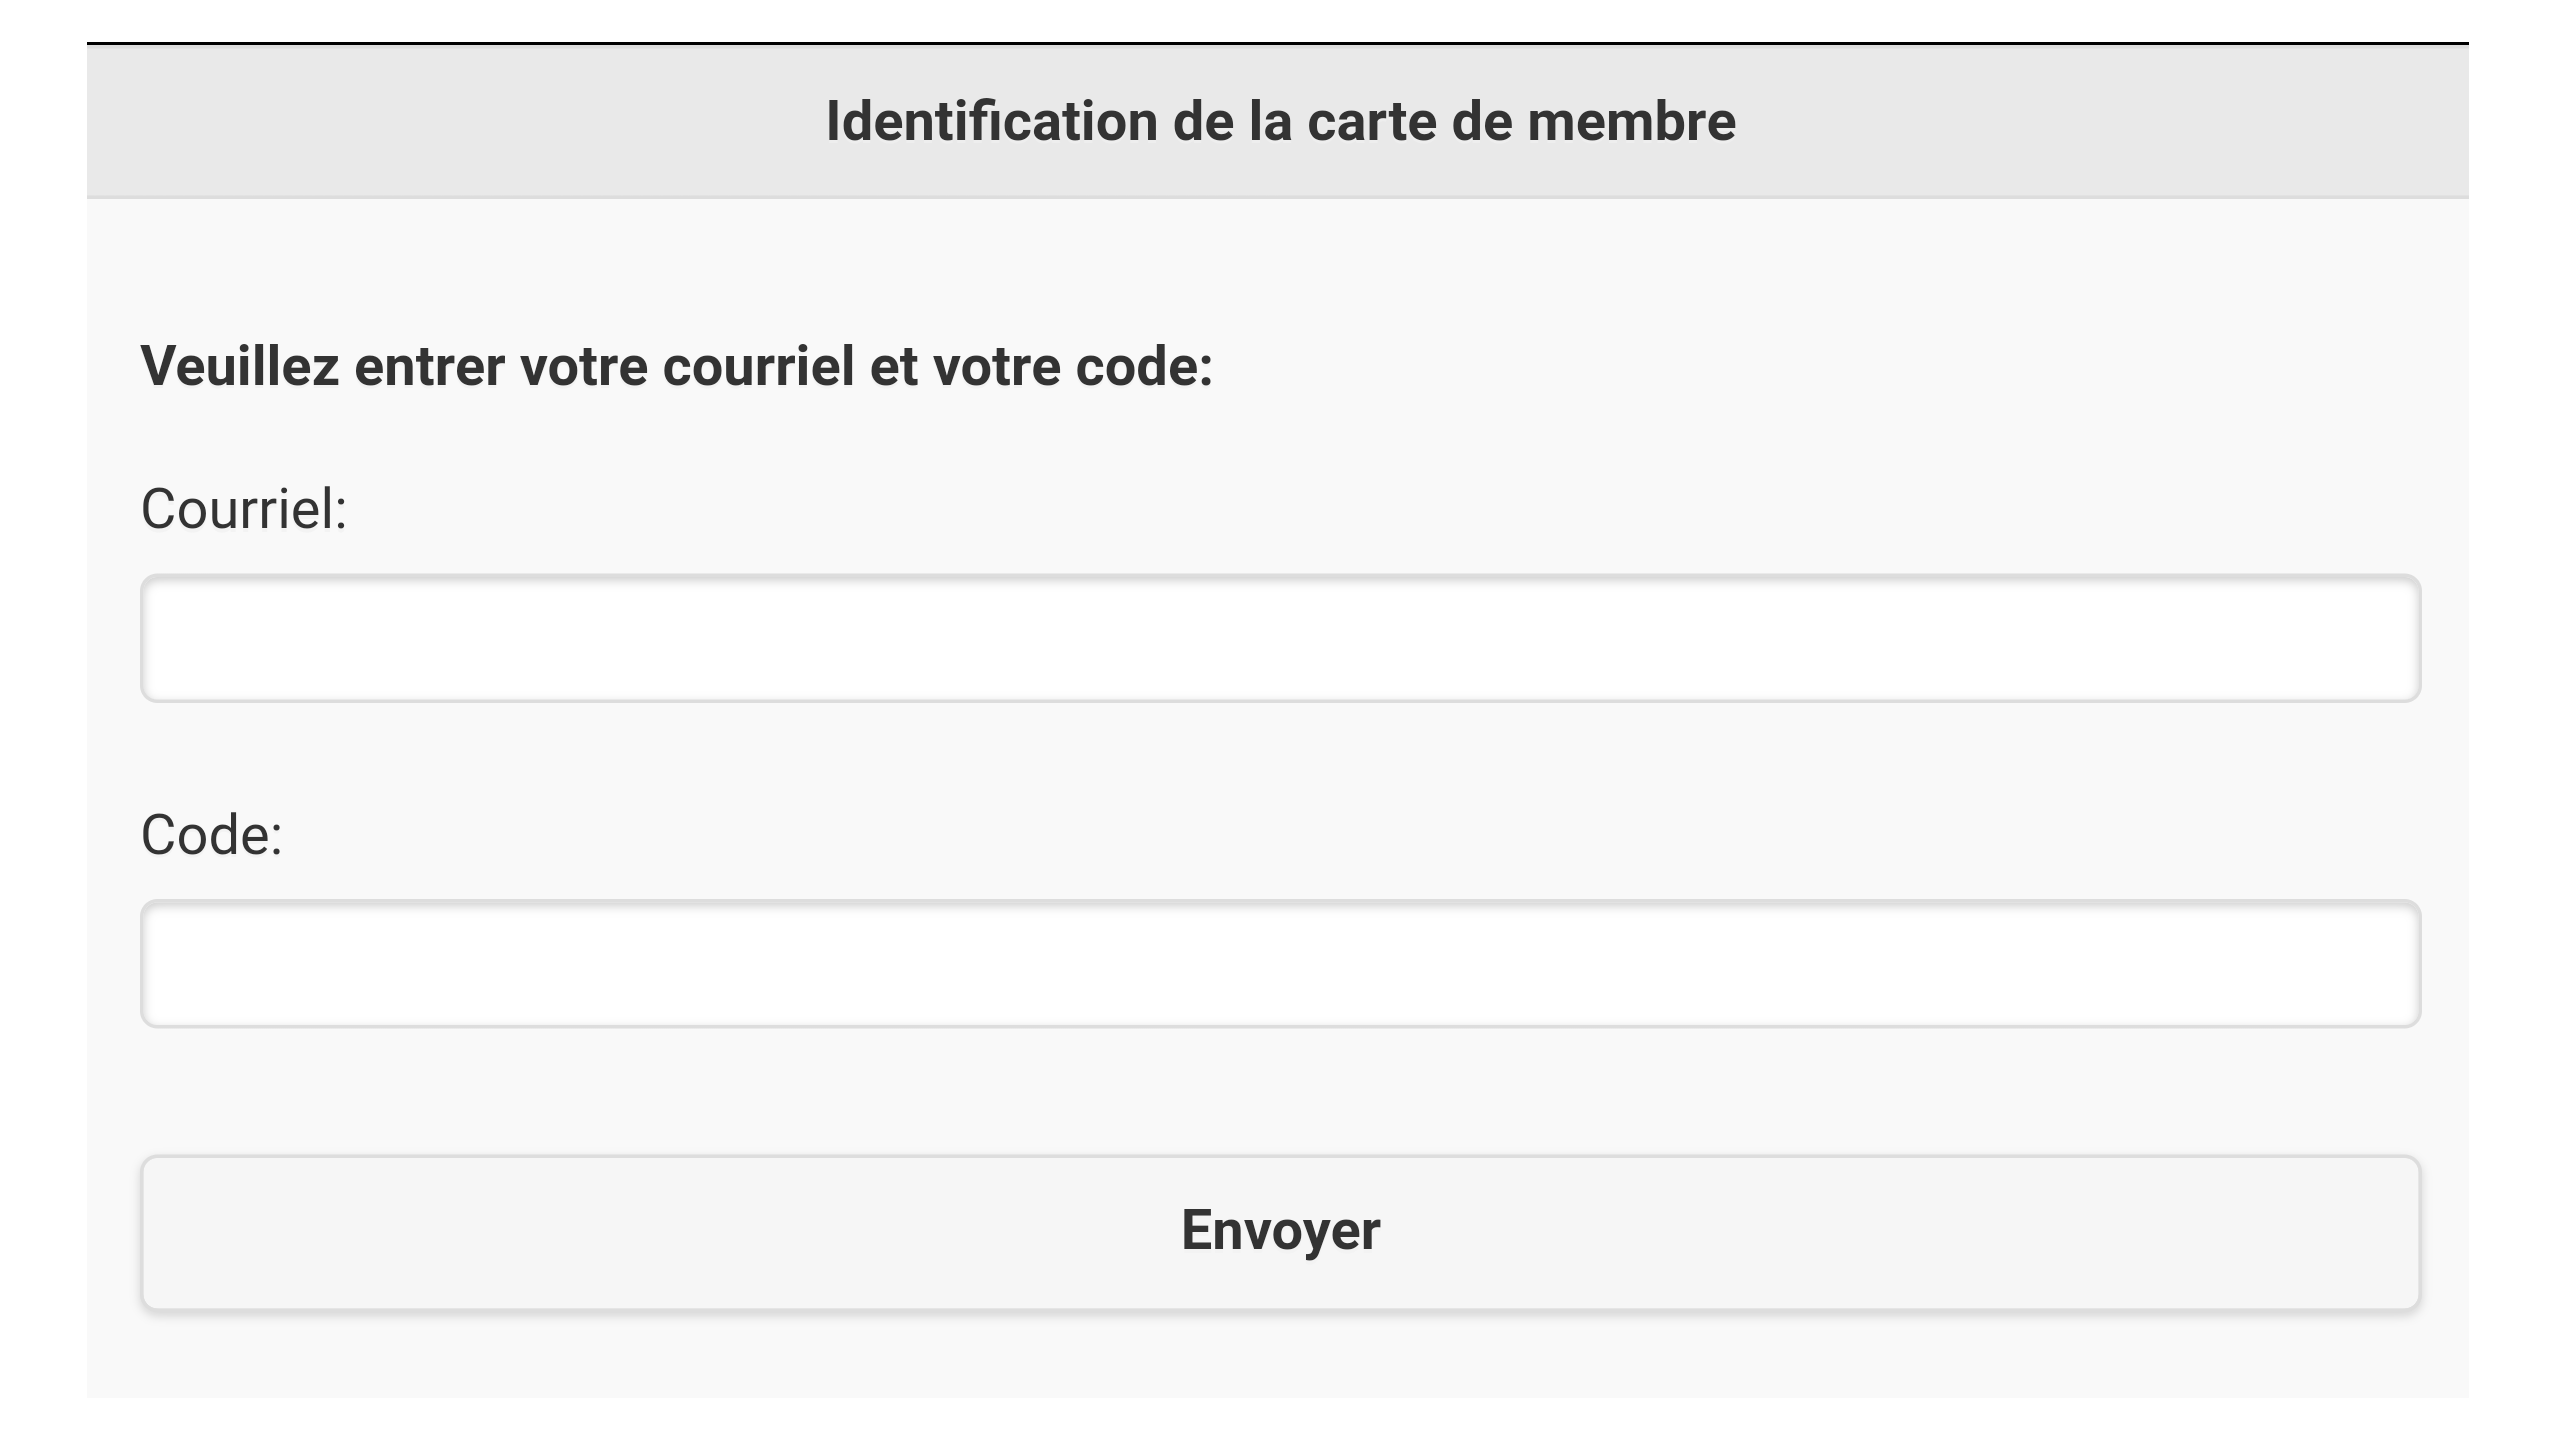 Identification de la carte de membre
Veuillez entrer votre courriel et votre code:
Courriel:
Code:
Envoyer